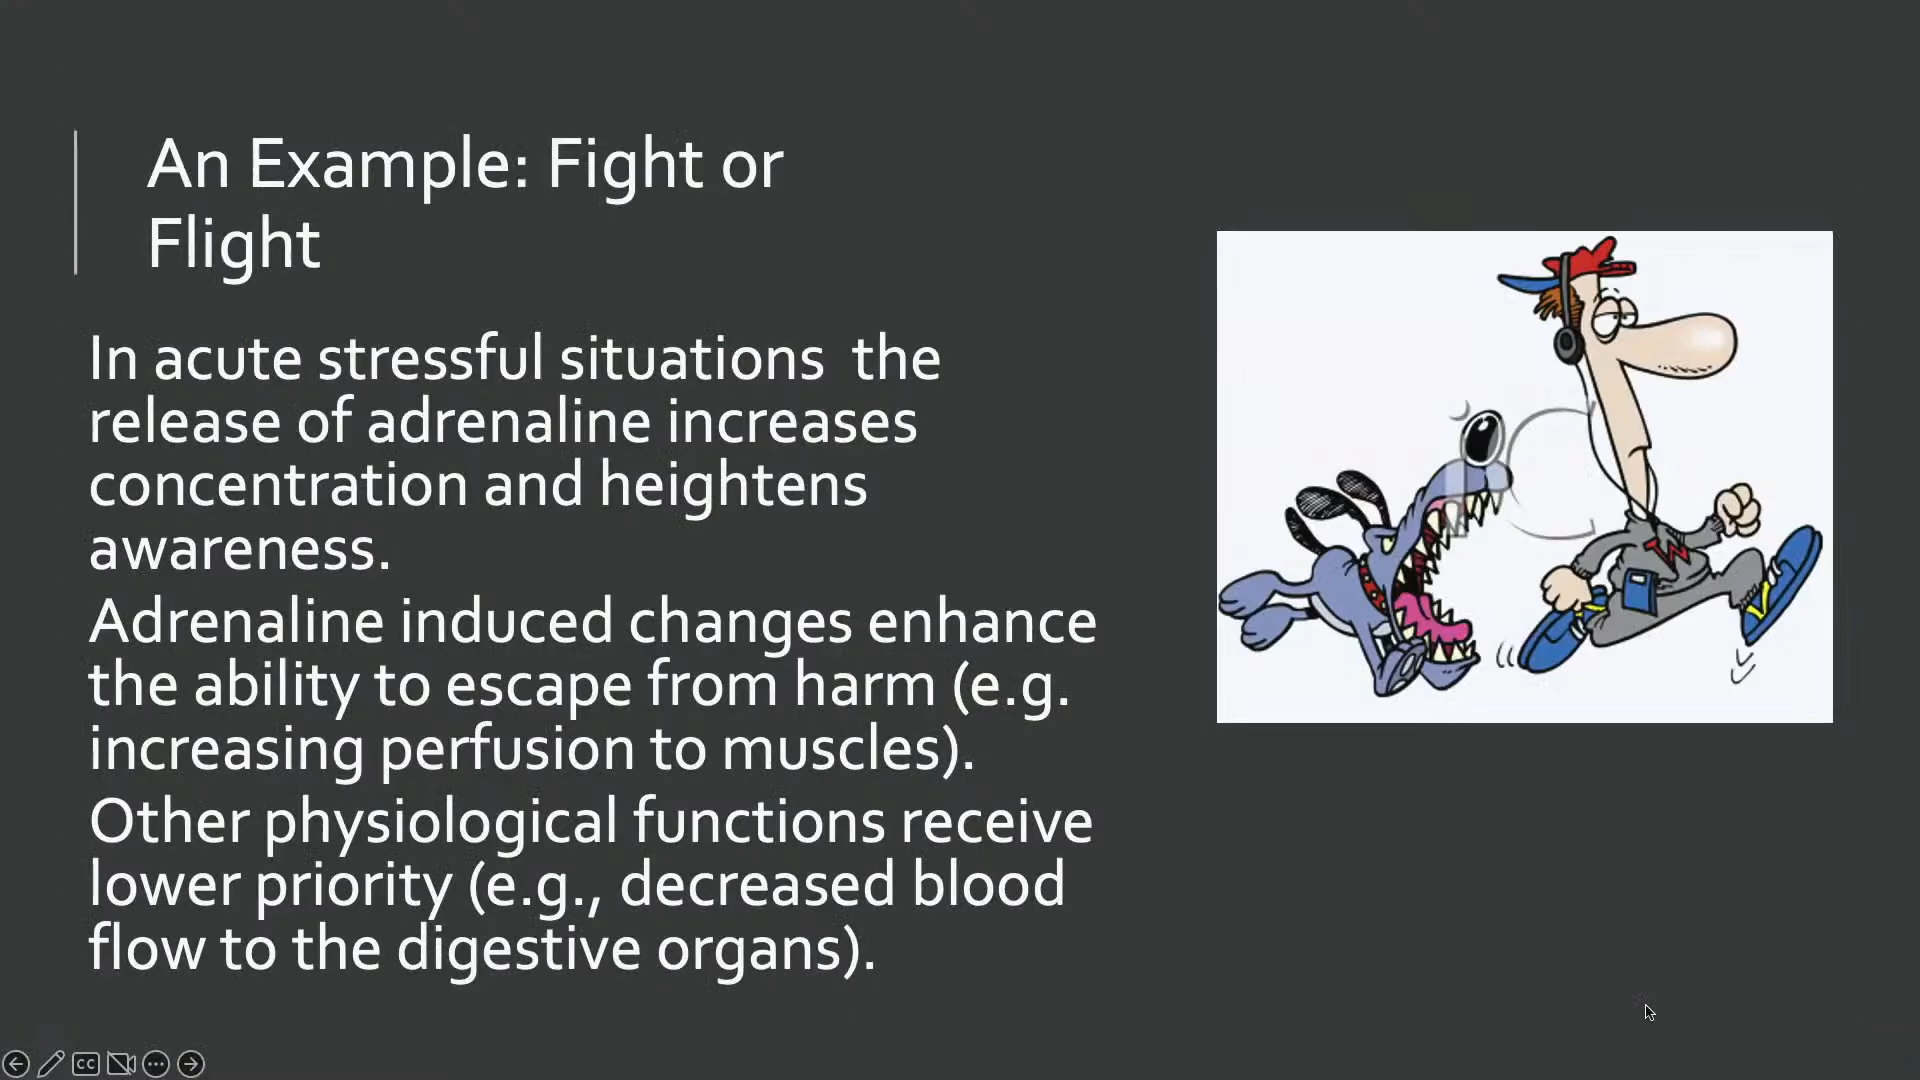 An Example: Fight or
Flight
In acute stressful situations  the
release of adrenaline increases
concentration and heightens
awareness.
Adrenaline induced changes enhance
the ability to escape from harm (e.g.
increasing perfusion to muscles).
Other physiological functions receive
lower priority (e.g., decreased blood
flow to the digestive organs).
W
CC